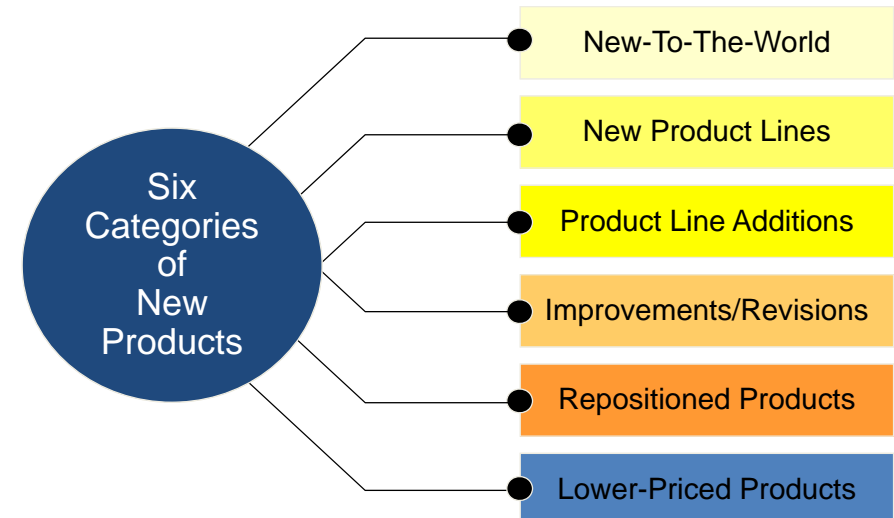 Six
Categories
of
New
Products
New-To-The-World
New Product Lines
Product Line Additions
Improvements/Revisions
Repositioned Products
Lower-Priced Products